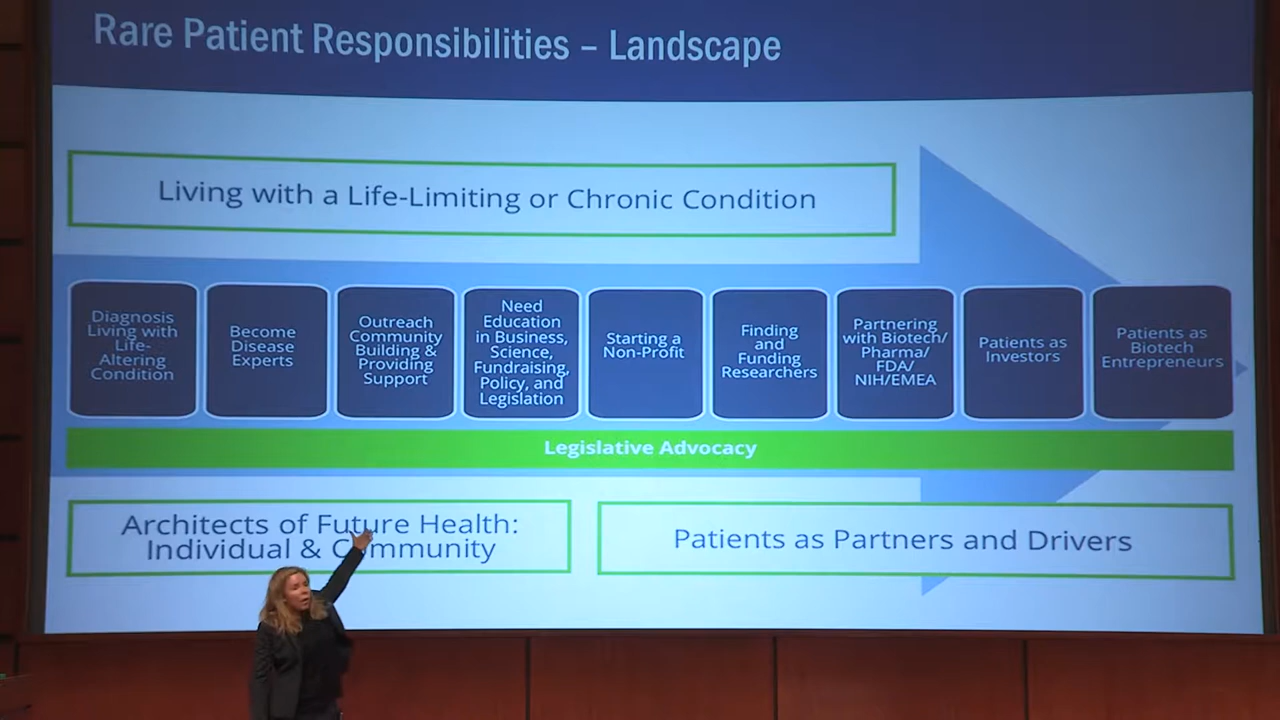 Rare Patient Responsibilities – Landscape
Living with a Life-Limiting or Chronic Condition
Diagnosis
Living with
Life-
Altering
Condition
Become
Disease
Experts
Outreach
Community
Building &
Providing
Support
Need
Education
in Business,
Science,
Fundraising,
Policy, and
Legislation
Starting a
Non-Profit
Finding
and
Funding
Researchers
Partnering
with Biotech/
Pharma/
FDA/
NIH/EMEA
Patients as
Investors
Patients as
Biotech
Entrepreneurs
Legislative Advocacy
Architects of Future Health:
Individual & Community
Patients as Partners and Drivers